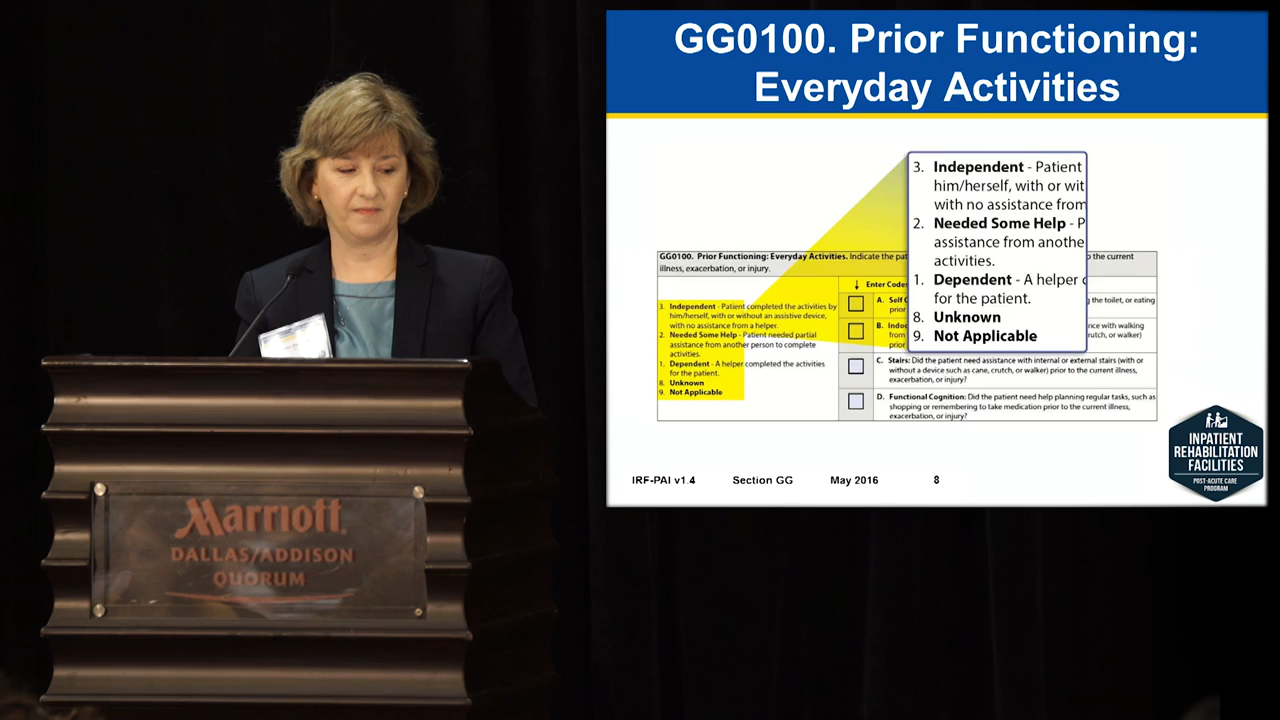 GG0100. Prior Functioning:
Everyday Activities
3. Independent - Patient
him/herself, with or wit
with no assistance from
2. Needed Some Help - P
assistance from anothe
activities.
1. Dependent - A helper
for the patient.
8. Unknown
9. Not Applicable
GG0100. Prior Functioning: Everyday Activities. Indicate the pat
o the current
illness, exacerbation, or injury.
3. Independent - Patient completed the activities by
him/herself, with or without an assistive device,
with no assistance from a helper.
2. Needed Some Help - Patient needed partial
assistance from another person to complete
activities.
1. Dependent - A helper completed the activities
for the patient.
8. Unknown
9. Not Applicable
↓ Enter Codes
A. Self C
g the toilet, or eating
prior
B. Indoo
nce with walking
from
rutch, or walker)
prior
C. Stairs: Did the patient need assistance with internal or external stairs (with or
without a device such as cane, crutch, or walker) prior to the current illness,
exacerbation, or injury?
D. Functional Cognition: Did the patient need help planning regular tasks, such as
shopping or remembering to take medication prior to the current illness,
exacerbation, or injury?
IRF-PAI v1.4 Section GG May 2016 8
INPATIENT
REHABILITATION
FACILITIES
POST-ACUTE CARE
PROGRAM
Marriott
DALLAS/ADDISON
QUORUM